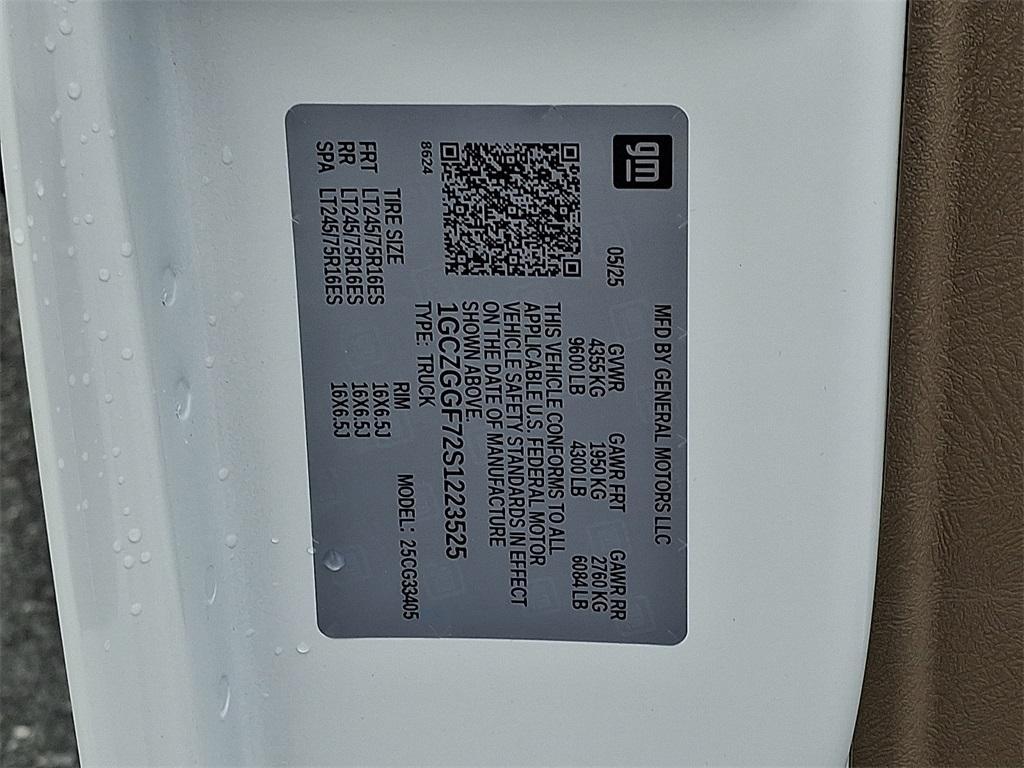 gm
MFD BY GENERAL MOTORS LLC
05/25
GVWR GAWR FRT GAWR RR
4355 KG 1950 KG 2760 KG
9600 LB 4300 LB 6084 LB
THIS VEHICLE CONFORMS TO ALL
APPLICABLE U.S. FEDERAL MOTOR
VEHICLE SAFETY STANDARDS IN EFFECT
ON THE DATE OF MANUFACTURE
SHOWN ABOVE.
1GCZGGF72S1223525
8624
TYPE: TRUCK
MODEL: 25CG33405
TIRE SIZE RIM
FRT LT245/75R16ES 16X6.5J
RR LT245/75R16ES 16X6.5J
SPA LT245/75R16ES 16X6.5J